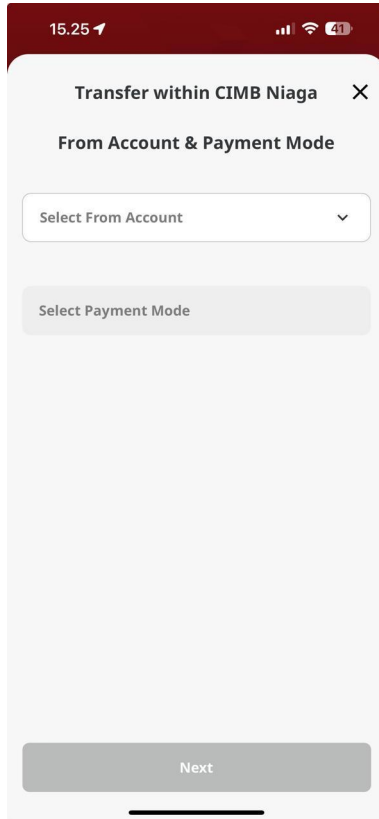 15.25
41
Transfer within CIMB Niaga
From Account & Payment Mode
Select From Account
Select Payment Mode
Next